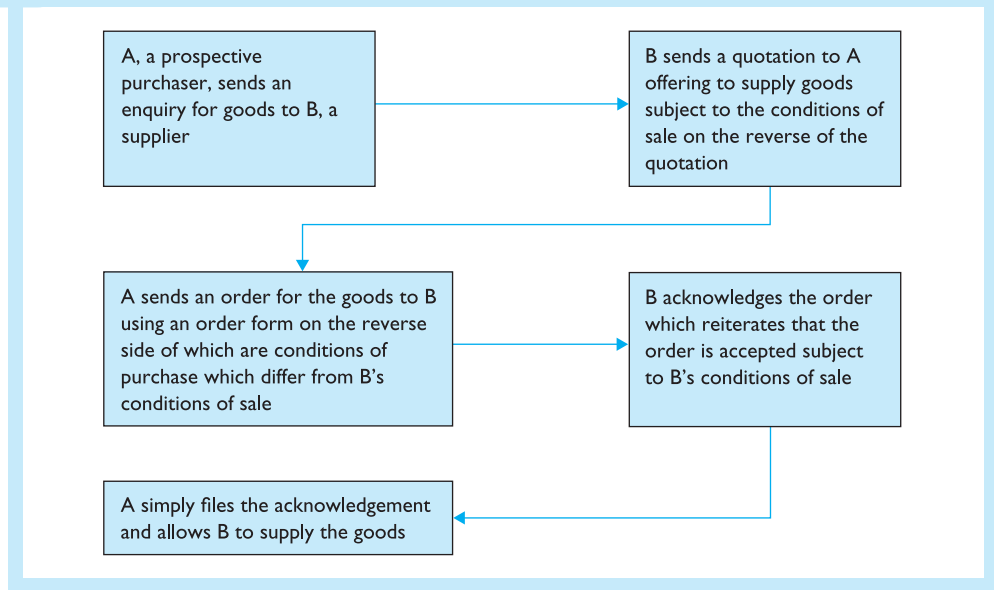 A, a prospective
purchaser, sends an
enquiry for goods to B, a
supplier
B sends a quotation to A
offering to supply goods
subject to the conditions of
sale on the reverse of the
quotation
A sends an order for the goods to B
using an order form on the reverse
side of which are conditions of
purchase which differ from B’s
conditions of sale
B acknowledges the order
which reiterates that the
order is accepted subject
to B’s conditions of sale
A simply files the acknowledgement
and allows B to supply the goods